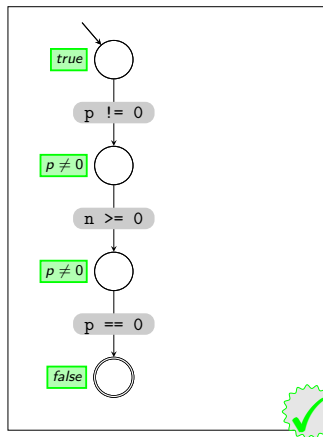 true
p != 0
p ≠ 0
n >= 0
p ≠ 0
p == 0
false